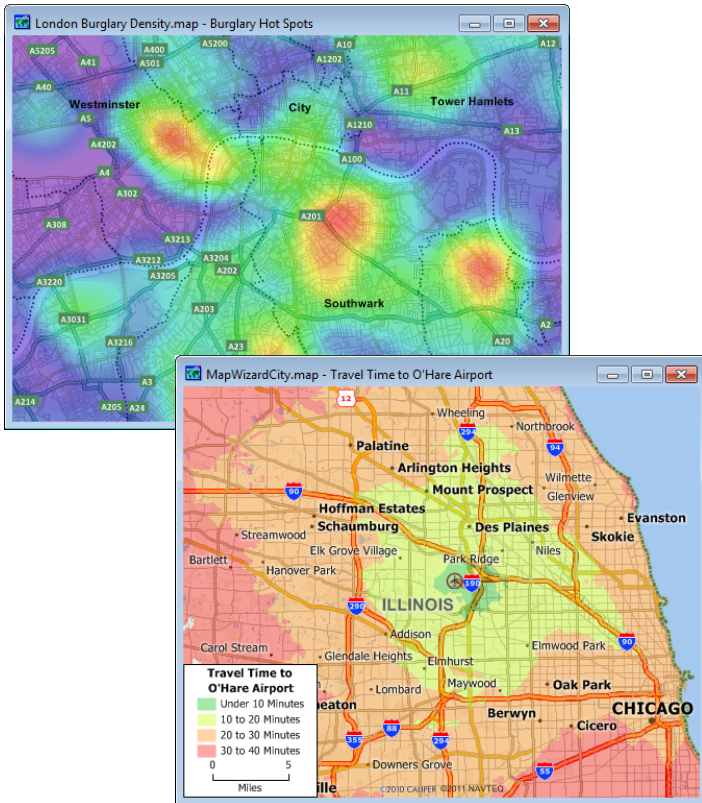 London Burglary Density.map - Burglary Hot Spots
A5205
A41
A400
A501
A5200
A10
A1202
A12
A40
A11
Westminster
City
Tower Hamlets
A5
A1210
A13
A4202
A100
A4
A302
A308
A201
A3213
A3212
A3204
A3205
A202
A3220
Southwark
A203
A3031
A2
A3216
A23
A20
A3
A214
A205
A24
MapWizardCity.map - Travel Time to O'Hare Airport
12
Wheeling
294
Northbrook
Palatine
94
Arlington Heights
Wilmette
Mount Prospect
Glenview
90
Hoffman Estates
Evanston
Schaumburg
Des Plaines
Skokie
Streamwood
Elk Grove Village
Niles
Bartlett
Park Ridge
Hanover Park
190
ILLINOIS
290
Addison
90
Carol Stream
Elmwood Park
Glendale Heights
Elmhurst
Maywood
Oak Park
Lombard
CHICAGO
Berwyn
Cicero
88
355
294
Downers Grove
55
Travel Time to
O'Hare Airport
Under 10 Minutes
10 to 20 Minutes
20 to 30 Minutes
30 to 40 Minutes
0 5
Miles
©2010 CALIPER ©2011 NAVTEQ